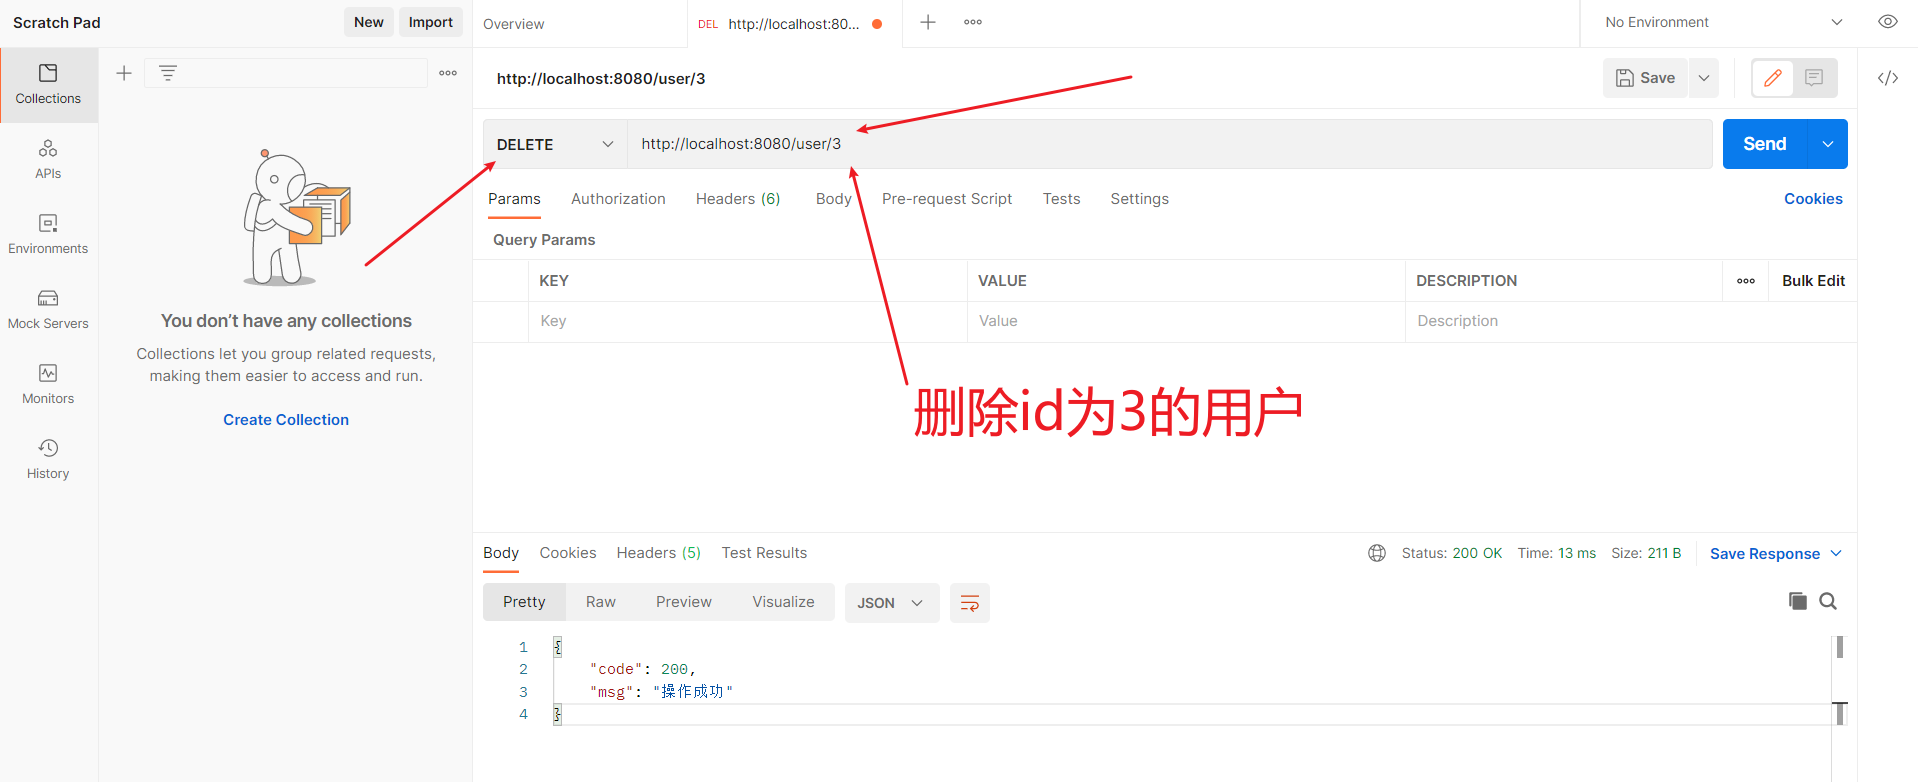 Scratch Pad
New
Import
Overview
DEL http://localhost:80...
No Environment
Collections
APIs
Environments
Mock Servers
Monitors
History
You don't have any collections
Collections let you group related requests,
making them easier to access and run.
Create Collection
http://localhost:8080/user/3
Save
DELETE
http://localhost:8080/user/3
Send
Params
Authorization
Headers (6)
Body
Pre-request Script
Tests
Settings
Cookies
Query Params
KEY
VALUE
DESCRIPTION
Bulk Edit
Key
Value
Description
删除id为3的用户
Body
Cookies
Headers (5)
Test Results
Status: 200 OK
Time: 13 ms
Size: 211 B
Save Response
Pretty
Raw
Preview
Visualize
JSON
1 {
2 "code": 200,
3 "msg": "操作成功"
4 }